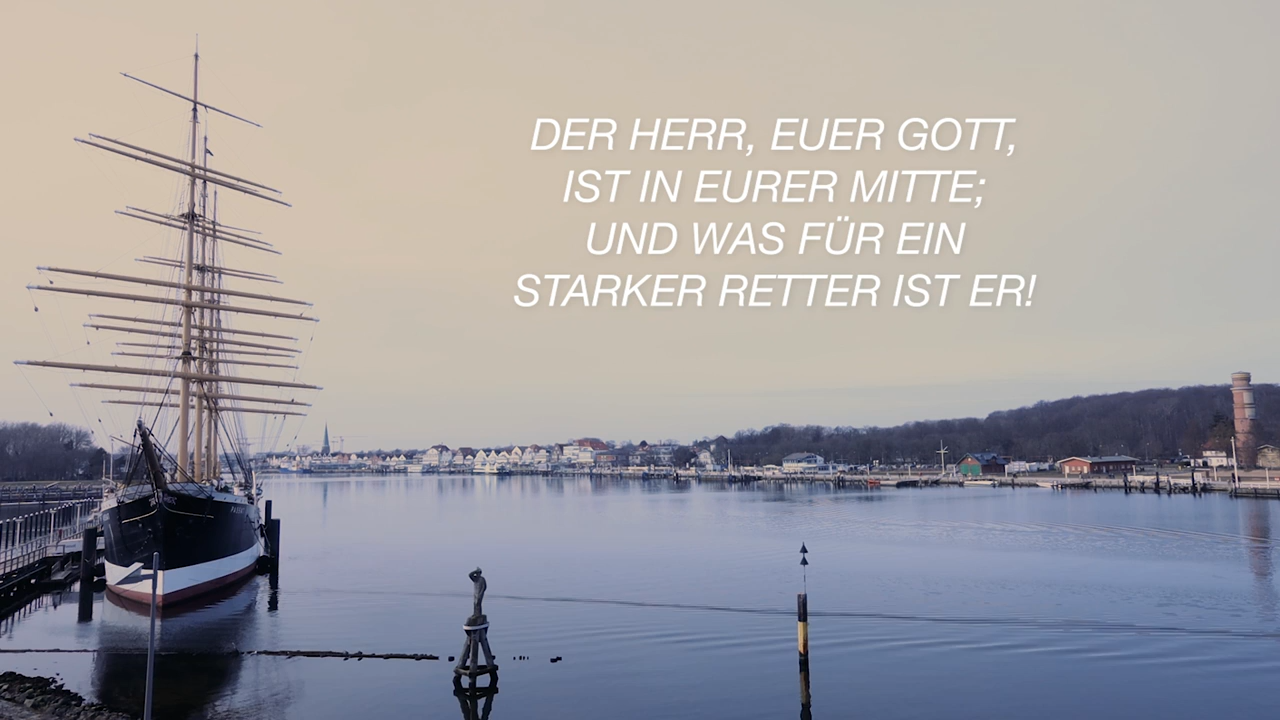 DER HERR, EUER GOTT,
IST IN EURER MITTE;
UND WAS FÜR EIN
STARKER RETTER IST ER!